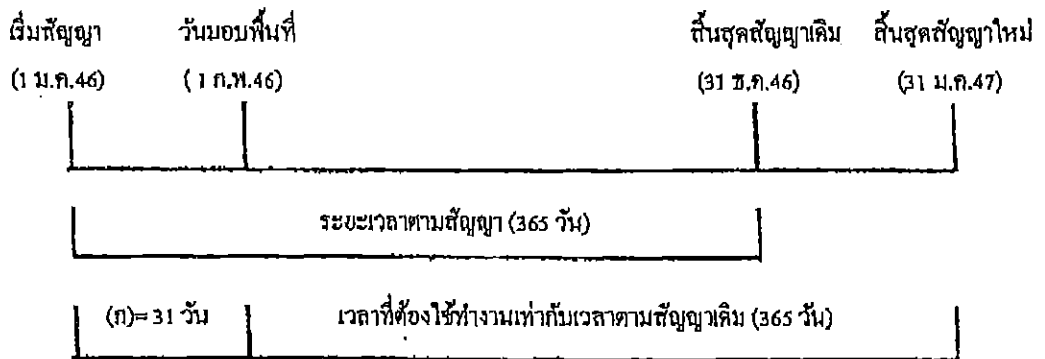 เริ่มสัญญา วันมอบพื้นที่ สิ้นสุดสัญญาเดิม สิ้นสุดสัญญาใหม่
(1 ม.ค.46) ( 1 ก.พ.46) (31 ธ.ค.46) (31 ม.ค.47)
ระยะเวลาตามสัญญา (365 วัน)
(ก)= 31 วัน เวลาที่ต้องใช้ทำงานเท่ากับเวลาตามสัญญาเดิม (365 วัน)